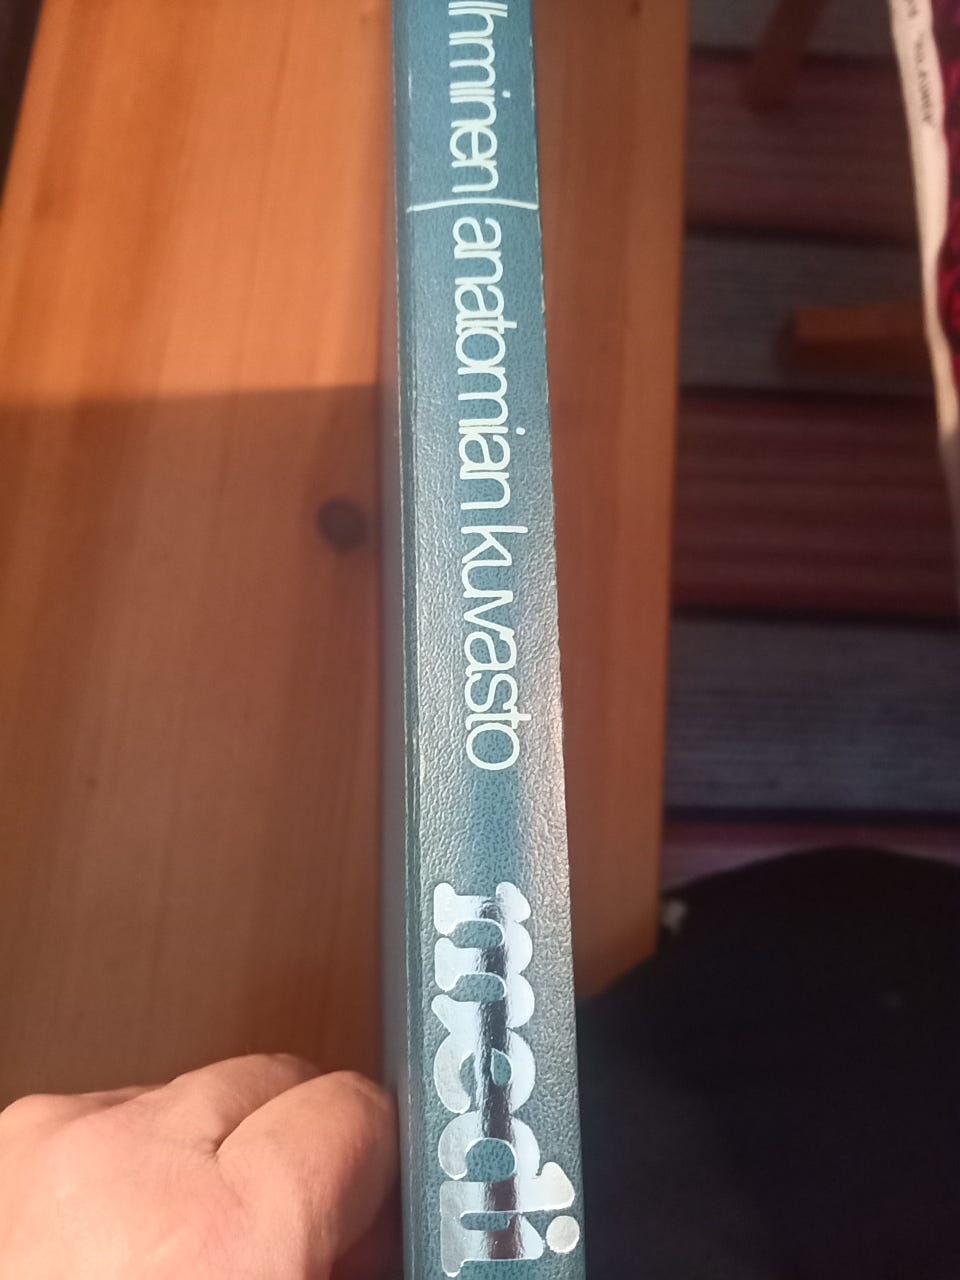 Ihminen | anatomian kuvasto
medi